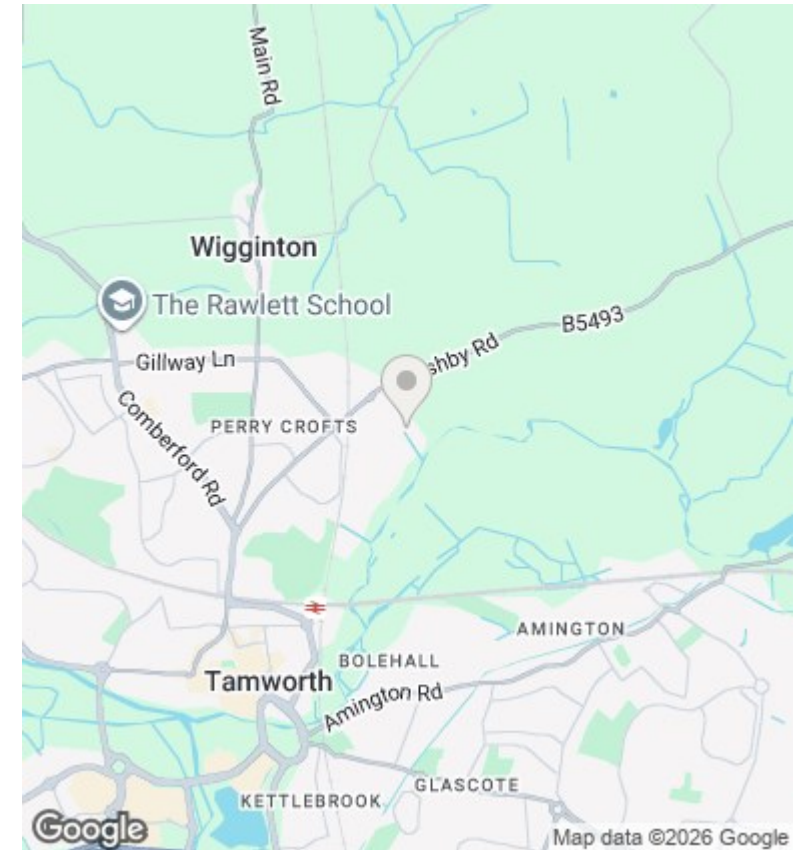 Main Rd
Wigginton
The Rawlett School
Gillway Ln
shby Rd
B5493
Comberford Rd
PERRY CROFTS
AMINGTON
BOLEHALL
Tamworth
Amington Rd
GLASCOTE
KETTLEBROOK
Google
Map data ©2026 Google